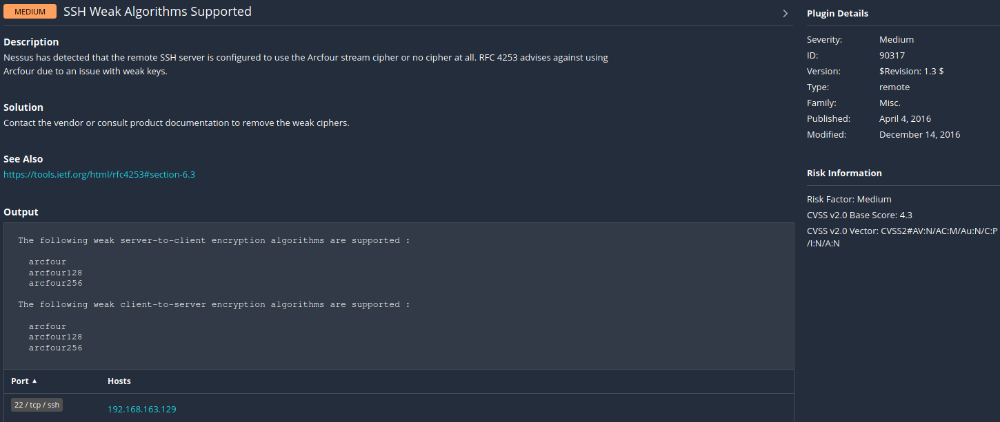 MEDIUM SSH Weak Algorithms Supported
Description
Nessus has detected that the remote SSH server is configured to use the Arcfour stream cipher or no cipher at all. RFC 4253 advises against using
Arcfour due to an issue with weak keys.
Solution
Contact the vendor or consult product documentation to remove the weak ciphers.
See Also
https://tools.ietf.org/html/rfc4253#section-6.3
Output
The following weak server-to-client encryption algorithms are supported :
arcfour
arcfour128
arcfour256
The following weak client-to-server encryption algorithms are supported :
arcfour
arcfour128
arcfour256
Port ▲ Hosts
22 / tcp / ssh 192.168.163.129
Plugin Details
Severity: Medium
ID: 90317
Version: $Revision: 1.3 $
Type: remote
Family: Misc.
Published: April 4, 2016
Modified: December 14, 2016
Risk Information
Risk Factor: Medium
CVSS v2.0 Base Score: 4.3
CVSS v2.0 Vector: CVSS2#AV:N/AC:M/Au:N/C:P
/I:N/A:N